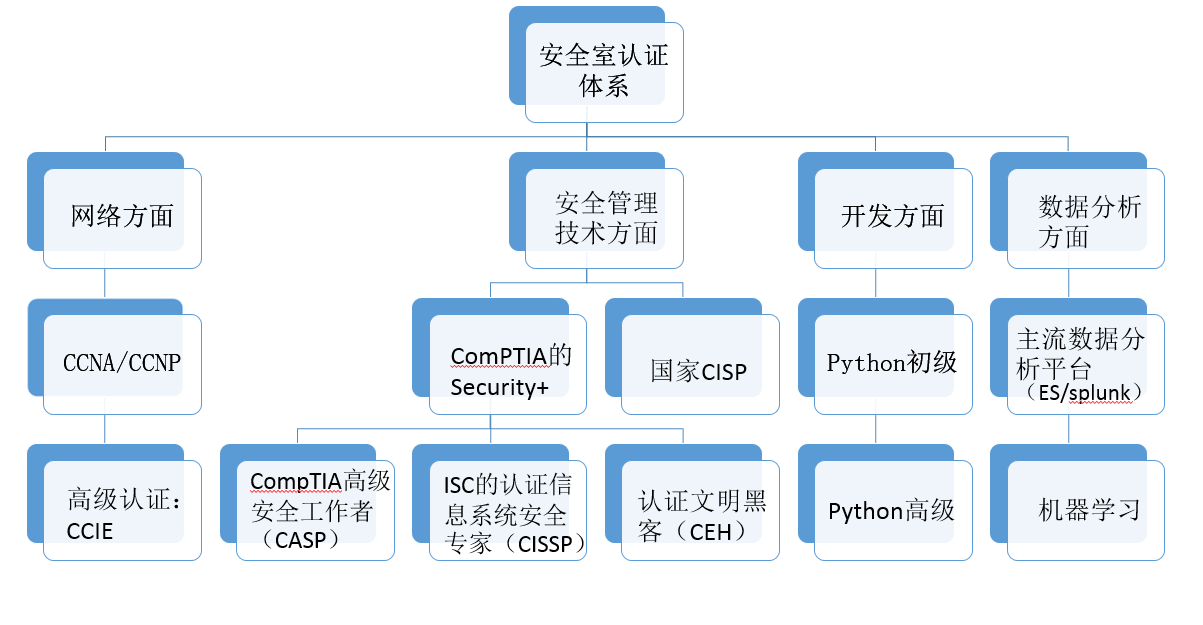 安全室认证
体系
网络方面
安全管理
技术方面
开发方面
数据分析
方面
CCNA/CCNP
ComPTIA的
Security+
国家CISP
Python初级
主流数据分
析平台
（ES/splunk）
高级认证：
CCIE
CompTIA高级
安全工作者
（CASP）
ISC的认证信
息系统安全
专家（CISSP）
认证文明黑
客（CEH）
Python高级
机器学习